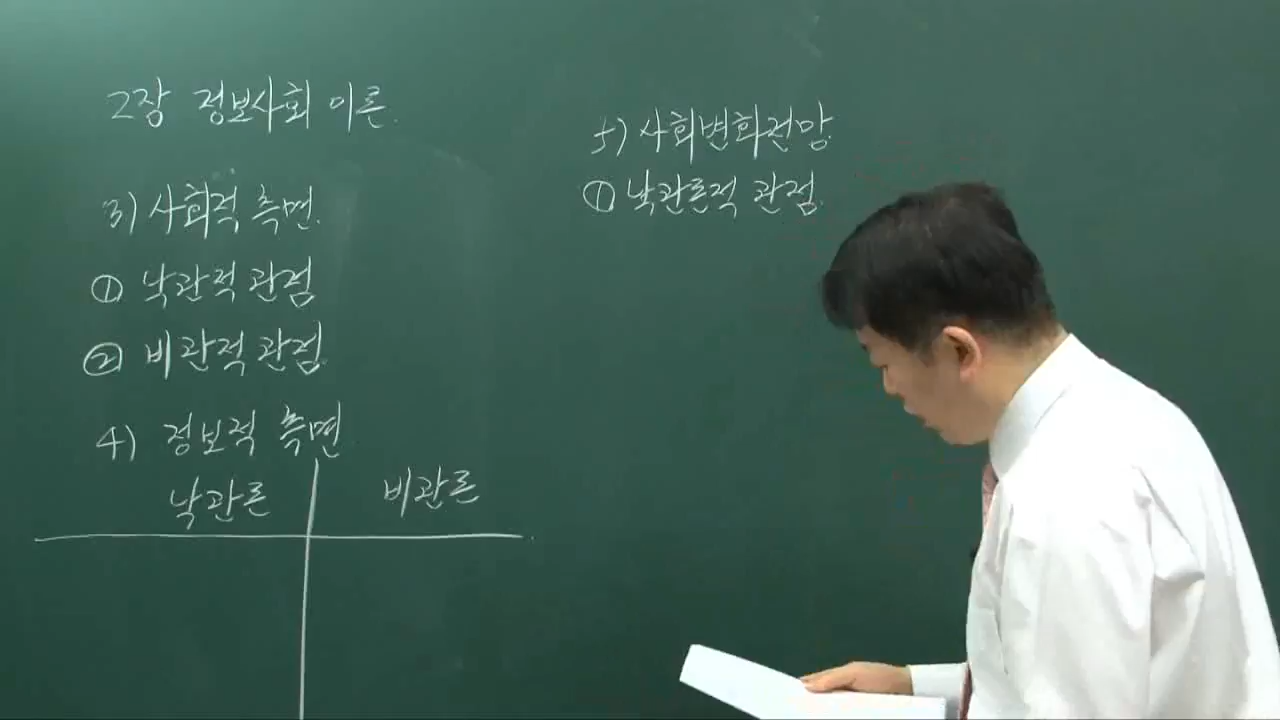 2장 정보사회 이론.
3) 사회적 측면.
① 낙관적 관점
② 비관적 관점.
4) 정보적 측면
낙관론 비관론
5) 사회변화전망
① 낙관론적 관점.